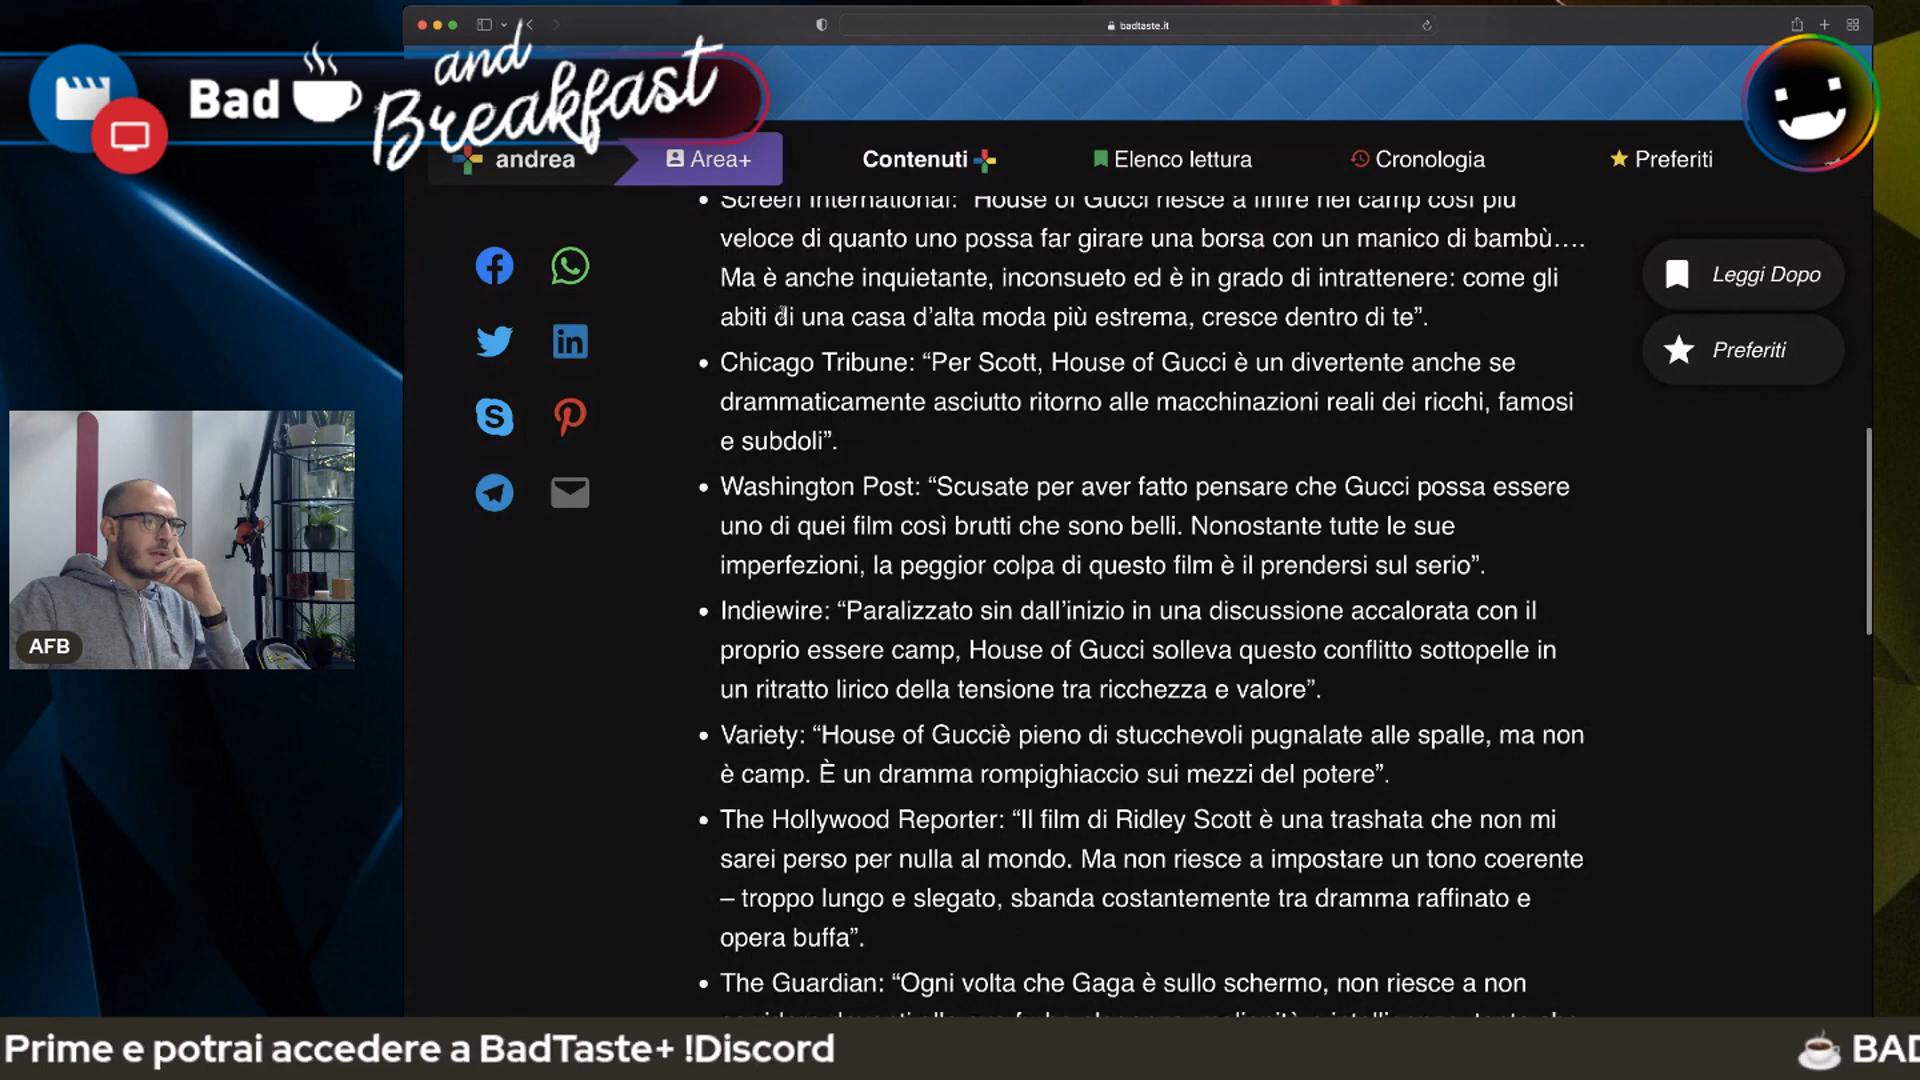 badtaste.it
Bad and Breakfast
andrea
Area+
Contenuti
Elenco lettura
Cronologia
Preferiti
Screen International: “House of Gucci riesce a finire nel camp così più
veloce di quanto uno possa far girare una borsa con un manico di bambù….
Ma è anche inquietante, inconsueto ed è in grado di intrattenere: come gli
abiti di una casa d’alta moda più estrema, cresce dentro di te”.
Chicago Tribune: “Per Scott, House of Gucci è un divertente anche se
drammaticamente asciutto ritorno alle macchinazioni reali dei ricchi, famosi
e subdoli”.
Washington Post: “Scusate per aver fatto pensare che Gucci possa essere
uno di quei film così brutti che sono belli. Nonostante tutte le sue
imperfezioni, la peggior colpa di questo film è il prendersi sul serio”.
Indiewire: “Paralizzato sin dall’inizio in una discussione accalorata con il
proprio essere camp, House of Gucci solleva questo conflitto sottopelle in
un ritratto lirico della tensione tra ricchezza e valore”.
Variety: “House of Gucciè pieno di stucchevoli pugnalate alle spalle, ma non
è camp. È un dramma rompighiaccio sui mezzi del potere”.
The Hollywood Reporter: “Il film di Ridley Scott è una trashata che non mi
sarei perso per nulla al mondo. Ma non riesce a impostare un tono coerente
– troppo lungo e slegato, sbanda costantemente tra dramma raffinato e
opera buffa”.
The Guardian: “Ogni volta che Gaga è sullo schermo, non riesce a non
Leggi Dopo
Preferiti
AFB
Prime e potrai accedere a BadTaste+ !Discord
BAD